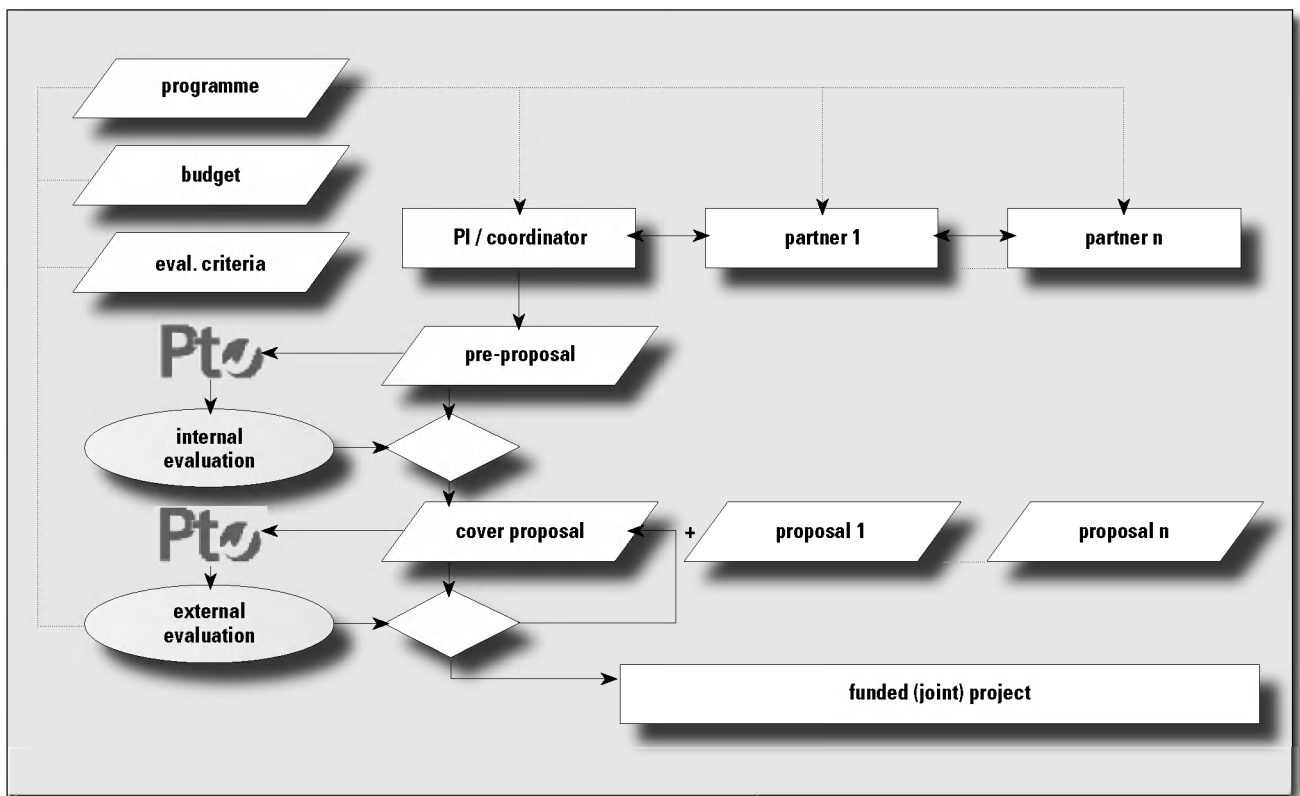 programme
budget
eval. criteria
PI / coordinator
partner 1
partner n
pre-proposal
Pt
internal
evaluation
cover proposal
+
proposal 1
proposal n
Pt
external
evaluation
funded (joint) project